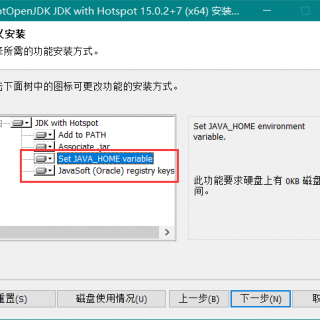 otOpenJDK JDK with Hotspot 15.0.2+7 (x64) 安装...
义安装
所需的功能安装方式。
击下面树中的图标可更改功能的安装方式。
JDK with Hotspot
Add to PATH
Associate .jar
Set JAVA_HOME variable
JavaSoft (Oracle) registry keys
Set JAVA_HOME environment
variable.
此功能要求硬盘上有 0KB 磁盘
间。
重置(S)
磁盘使用情况(U)
上一步(B)
下一步(N)
取